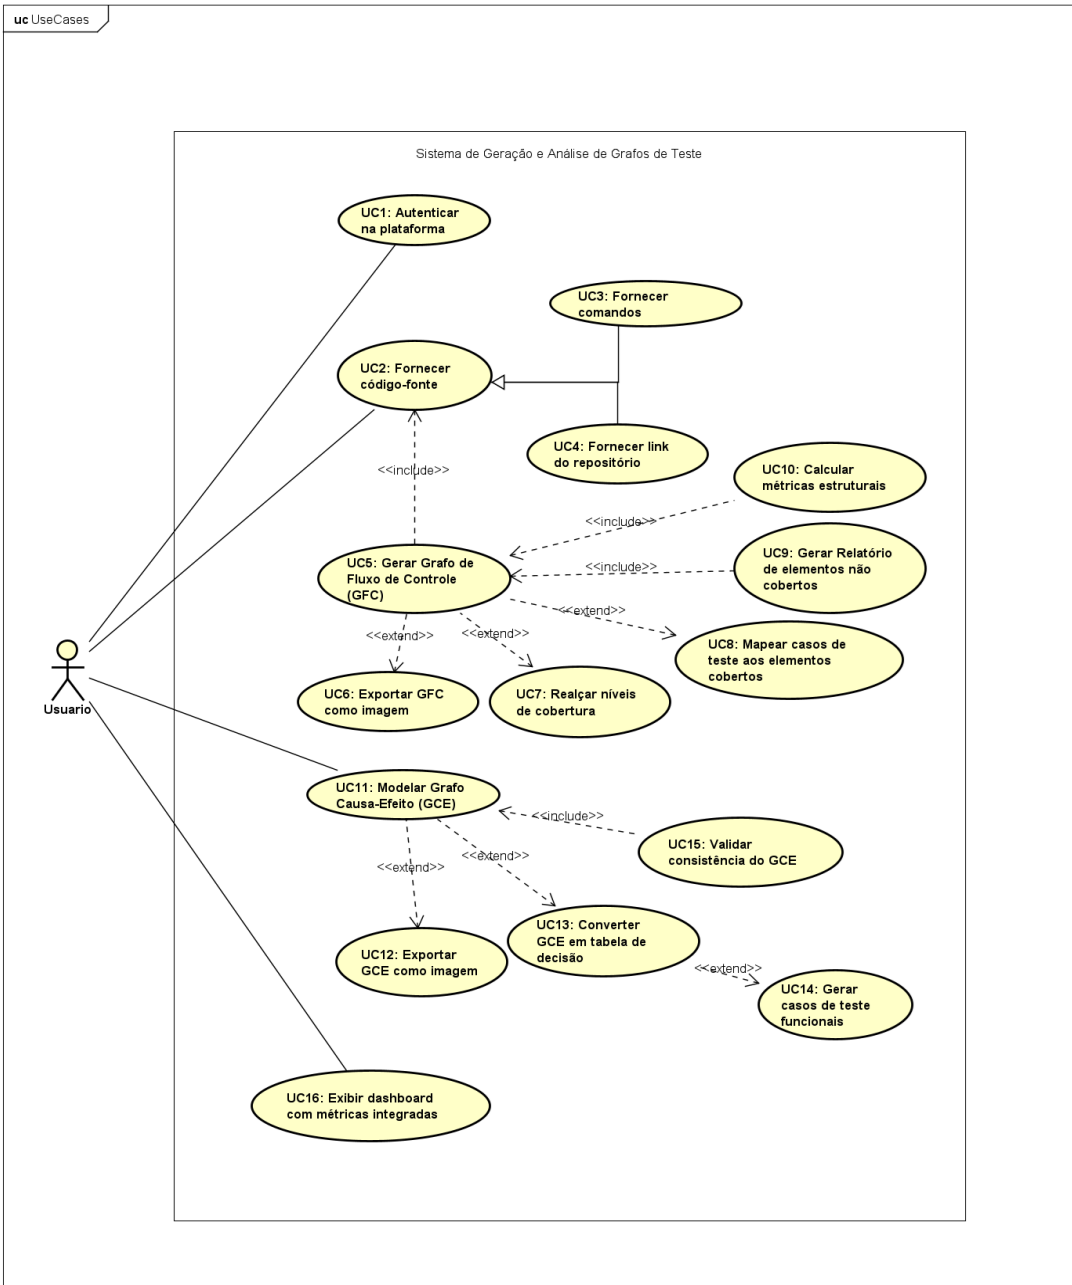 uc UseCases
Sistema de Geração e Análise de Grafos de Teste
UC1: Autenticar
na plataforma
UC3: Fornecer
comandos
UC2: Fornecer
código-fonte
UC4: Fornecer link
do repositório
<<include>>
UC10: Calcular
métricas estruturais
<<include>>
UC5: Gerar Grafo de
Fluxo de Controle
(GFC)
<<include>>
UC9: Gerar Relatório
de elementos não
cobertos
<<extend>>
<<extend>>
<<extend>>
UC8: Mapear casos de
teste aos elementos
cobertos
UC6: Exportar GFC
como imagem
UC7: Realçar níveis
de cobertura
Usuario
UC11: Modelar Grafo
Causa-Efeito (GCE)
<<include>>
UC15: Validar
consistência do GCE
<<extend>>
<<extend>>
UC12: Exportar
GCE como imagem
UC13: Converter
GCE em tabela de
decisão
<<extend>>
UC14: Gerar
casos de teste
funcionais
UC16: Exibir dashboard
com métricas integradas